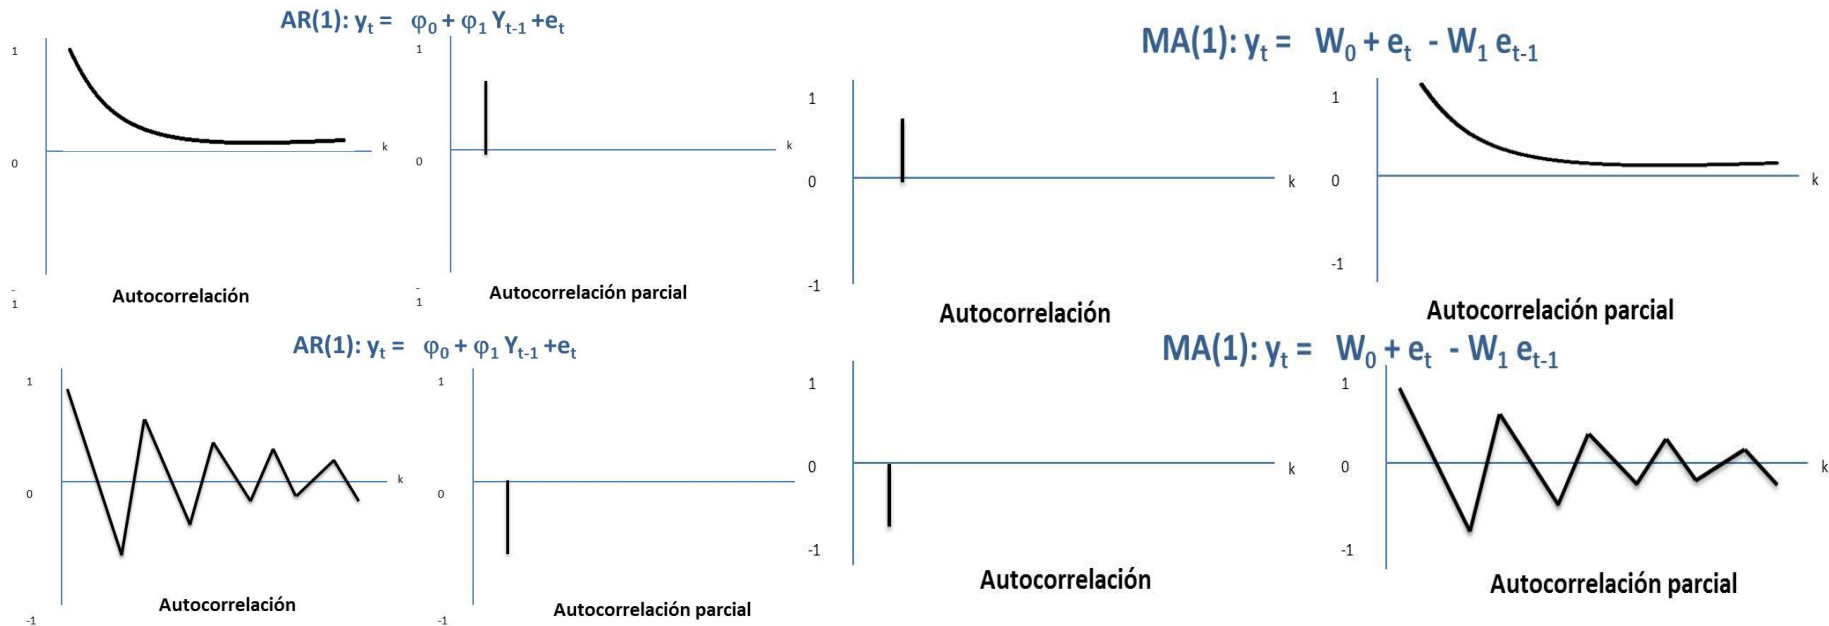 AR(1): yt = φ0 + φ1 Yt-1 +et
1
0
-
1
k
Autocorrelación
1
0
-
1
k
Autocorrelación parcial
MA(1): yt = W0 + et - W1 et-1
1
0
-1
k
Autocorrelación
1
0
-1
k
Autocorrelación parcial
AR(1): yt = φ0 + φ1 Yt-1 +et
1
0
-1
k
Autocorrelación
1
0
-1
Autocorrelación parcial
MA(1): yt = W0 + et - W1 et-1
1
0
-1
k
Autocorrelación
1
0
-1
k
Autocorrelación parcial